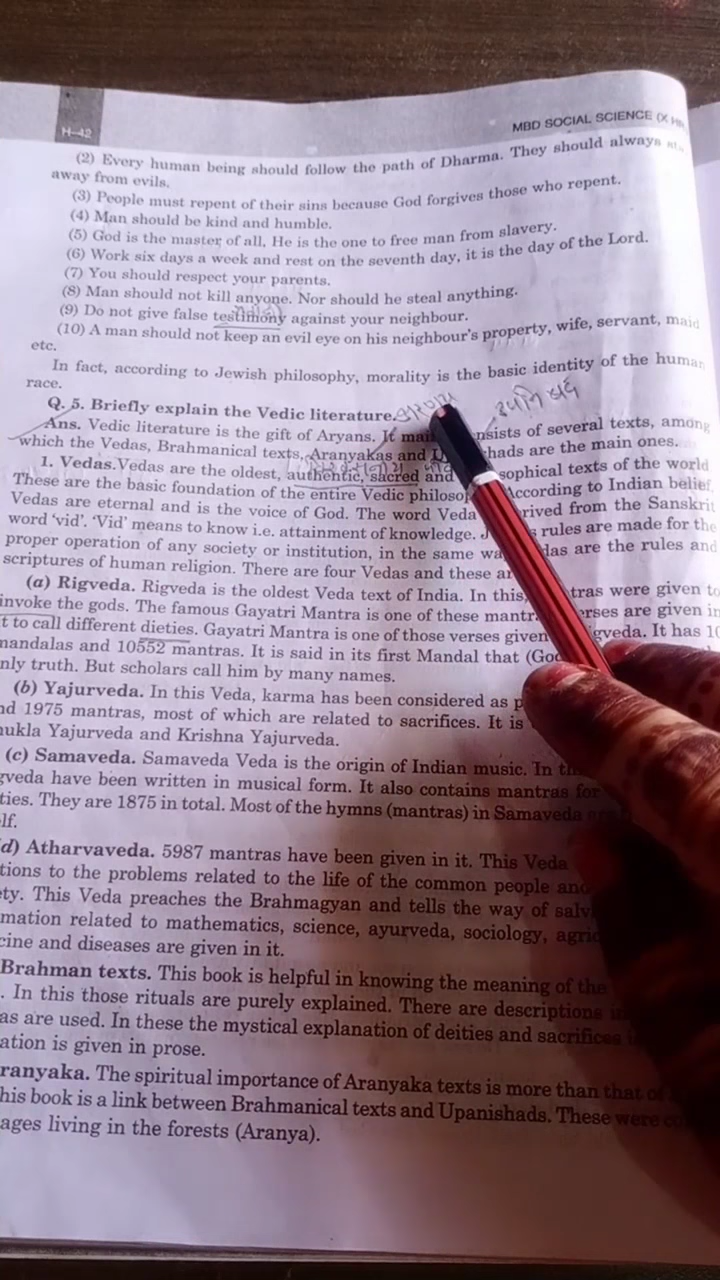 H-42
MBD SOCIAL SCIENCE (X
(2) Every human being should follow the path of Dharma. They should always
away from evils.
(3) People must repent of their sins because God forgives those who repent.
(4) Man should be kind and humble.
(5) God is the master of all, He is the one to free man from slavery.
(6) Work six days a week and rest on the seventh day, it is the day of the Lord.
(7) You should respect your parents.
(8) Man should not kill anyone. Nor should he steal anything.
(9) Do not give false testimony against your neighbour.
(10) A man should not keep an evil eye on his neighbour's property, wife, servant, maid
etc.
In fact, according to Jewish philosophy, morality is the basic identity of the human
race.
Q. 5. Briefly explain the Vedic literature.
Ans. Vedic literature is the gift of Aryans. It mai nsists of several texts, among
which the Vedas, Brahmanical texts, Aranyakas and U hads are the main ones.
1. Vedas. Vedas are the oldest, authentic, sacred and sophical texts of the world
These are the basic foundation of the entire Vedic philosop According to Indian belief,
Vedas are eternal and is the voice of God. The word Veda rived from the Sanskrit
word 'vid'. 'Vid' means to know i.e. attainment of knowledge. J s rules are made for the
proper operation of any society or institution, in the same wa das are the rules and
scriptures of human religion. There are four Vedas and these ar
(a) Rigveda. Rigveda is the oldest Veda text of India. In this, tras were given to
invoke the gods. The famous Gayatri Mantra is one of these mantr erses are given in
t to call different dieties. Gayatri Mantra is one of those verses given gveda. It has 10
mandalas and 10552 mantras. It is said in its first Mandal that (God
nly truth. But scholars call him by many names.
(b) Yajurveda. In this Veda, karma has been considered as p
nd 1975 mantras, most of which are related to sacrifices. It is
ukla Yajurveda and Krishna Yajurveda.
(c) Samaveda. Samaveda Veda is the origin of Indian music. In th
gveda have been written in musical form. It also contains mantras for
ties. They are 1875 in total. Most of the hymns (mantras) in Samaveda are
lf.
d) Atharvaveda. 5987 mantras have been given in it. This Veda
tions to the problems related to the life of the common people and
ety. This Veda preaches the Brahmagyan and tells the way of salv
mation related to mathematics, science, ayurveda, sociology, agric
cine and diseases are given in it.
Brahman texts. This book is helpful in knowing the meaning of the
. In this those rituals are purely explained. There are descriptions in
as are used. In these the mystical explanation of deities and sacrifices i
ation is given in prose.
ranyaka. The spiritual importance of Aranyaka texts is more than that of
his book is a link between Brahmanical texts and Upanishads. These were co
ages living in the forests (Aranya).